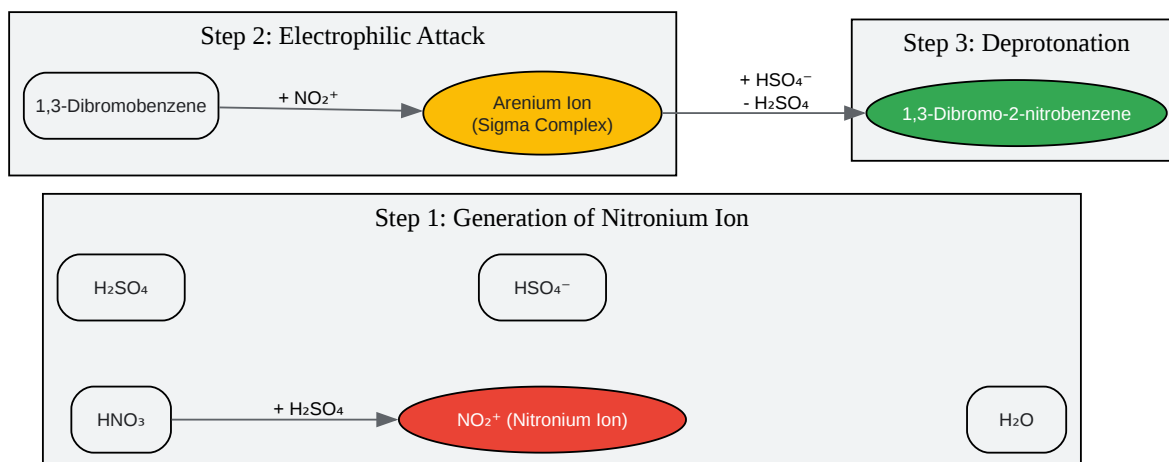 Step 2: Electrophilic Attack
1,3-Dibromobenzene
+ NO₂⁺
Arenium Ion
(Sigma Complex)
+ HSO₄⁻
- H₂SO₄
Step 3: Deprotonation
1,3-Dibromo-2-nitrobenzene
Step 1: Generation of Nitronium Ion
H₂SO₄
HSO₄⁻
HNO₃
+ H₂SO₄
NO₂⁺ (Nitronium Ion)
H₂O